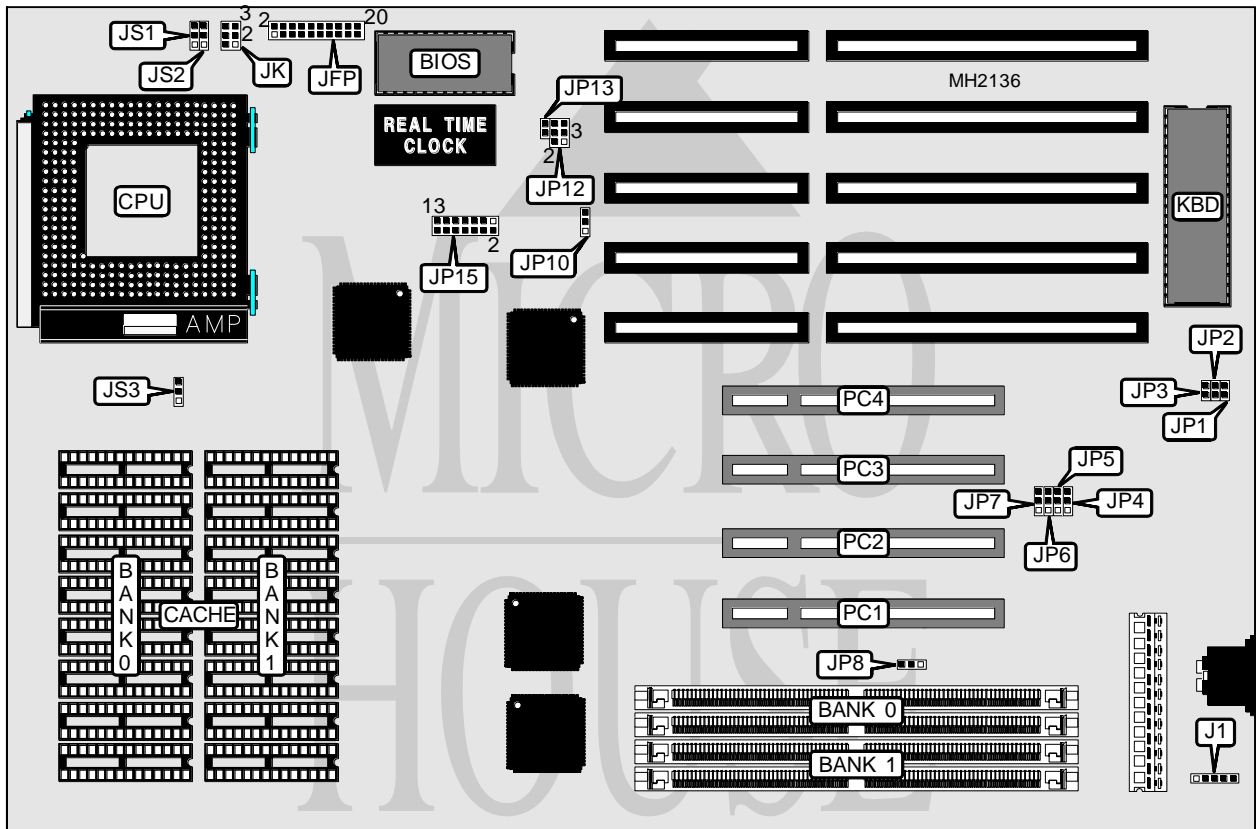 3
2
20
JS1
2
JS2
JK
JFP
BIOS
MH2136
JP13
REAL TIME
CLOCK
3
2
JP12
CPU
KBD
13
2
JP15
JP10
AMP
JP2
JS3
JP3
PC4
JP1
JP5
PC3
JP7
JP4
JP6
PC2
BANK 0
BANK 1
CACHE
PC1
JP8
BANK 0
J1
BANK 1
MICRO
HOUSE